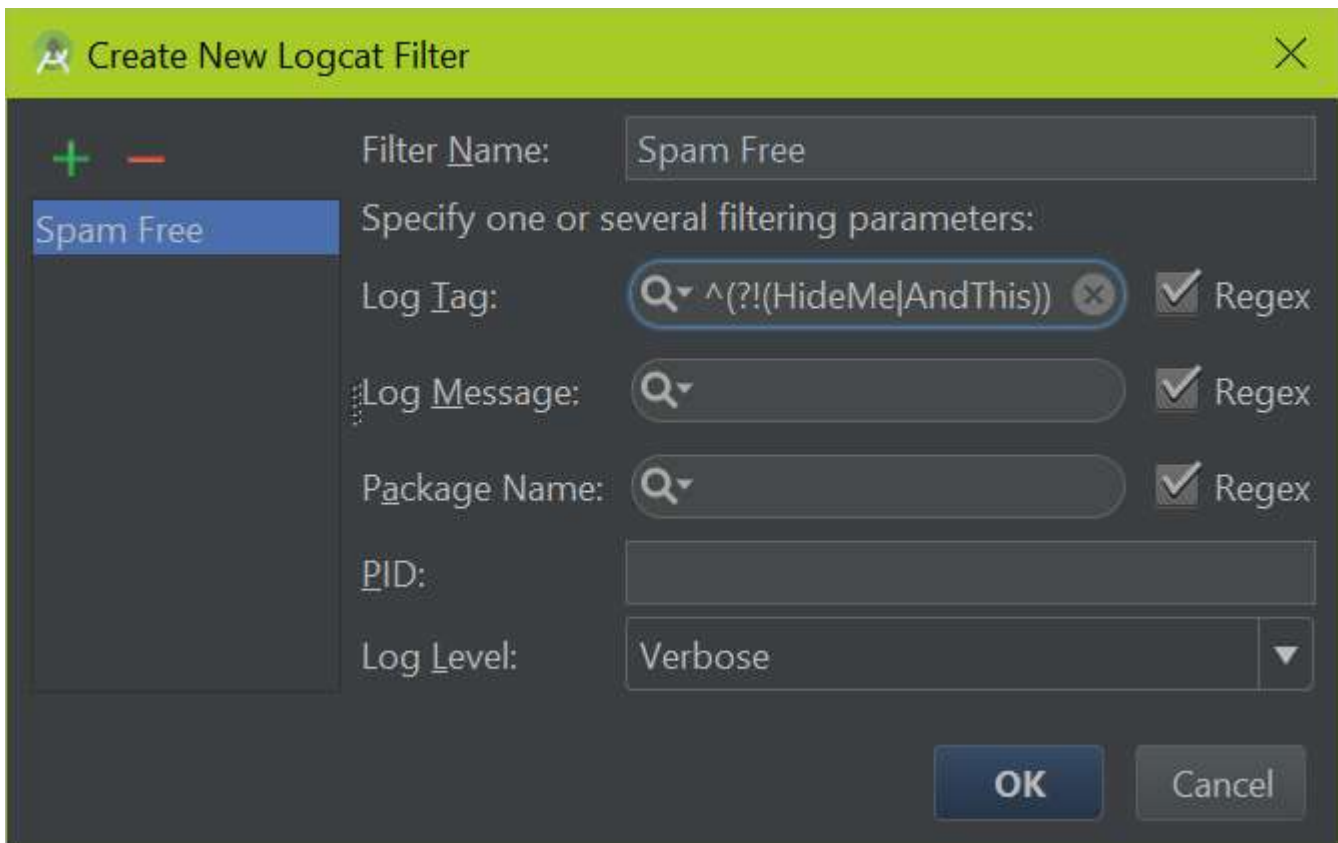 Create New Logcat Filter
Filter Name: Spam Free
Spam Free
Specify one or several filtering parameters:
Log Tag: ^(?!(HideMe|AndThis)) Regex
Log Message: Regex
Package Name: Regex
PID:
Log Level: Verbose
OK Cancel